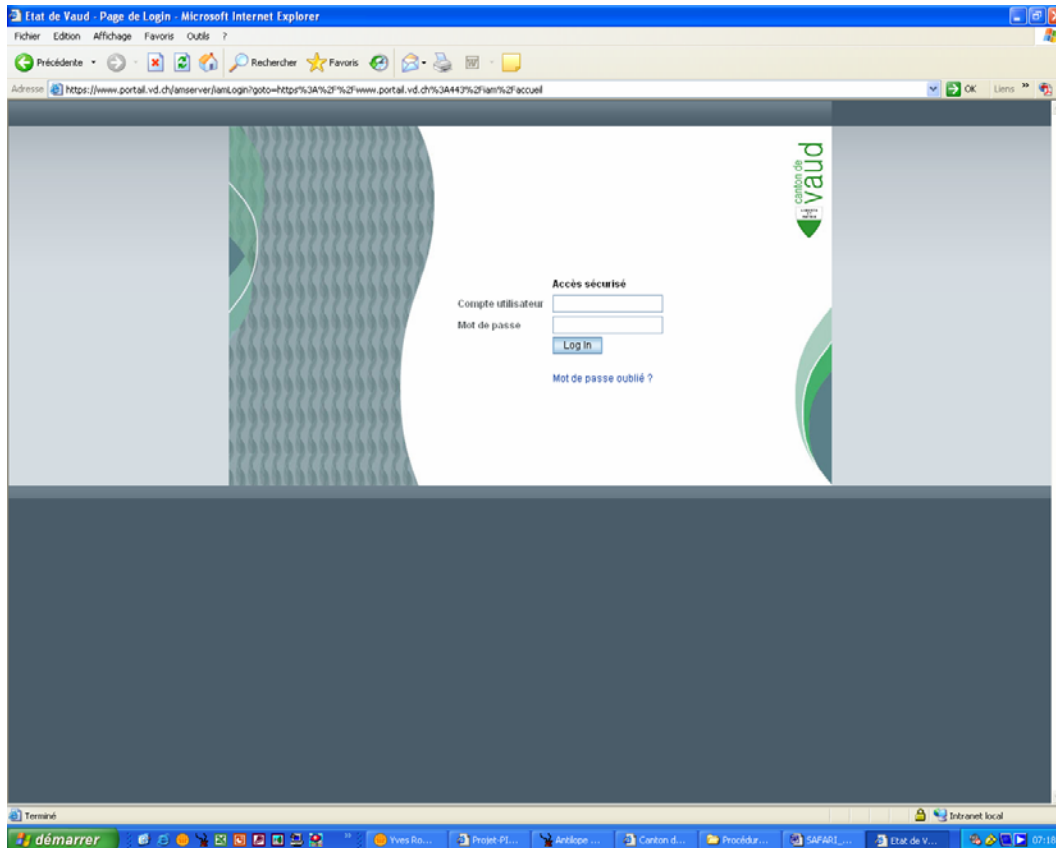 Etat de Vaud - Page de Login - Microsoft Internet Explorer
Fichier Edition Affichage Favoris Outils ?
Précédente Rechercher Favoris
Adresse https://www.portail.vd.ch/amserver/iamLogin?goto=https%3A%2F%2Fwww.portail.vd.ch%3A443%2Fiam%2Faccueil OK Liens »
canton de
vaud
Accès sécurisé
Compte utilisateur
Mot de passe
Log In
Mot de passe oublié ?
Terminé Intranet local
démarrer » Yves Ro... Projet-PI... Antilope ... Canton d... Procédur... SAFARI_... Etat de V... 07:18